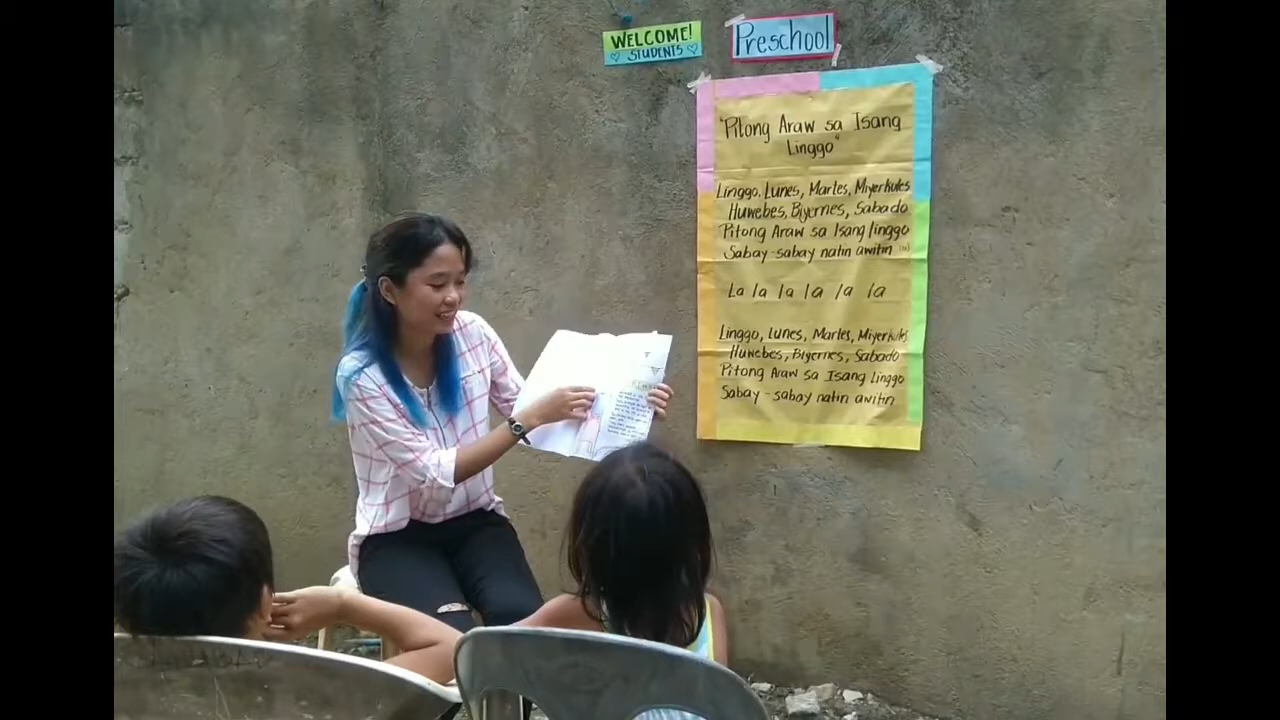 WELCOME!
STUDENTS
Preschool
"Pitong Araw sa Isang
Linggo"
Linggo, Lunes, Martes, Miyerkules
Huwebes, Biyernes, Sabado
Pitong Araw sa Isang linggo
Sabay-sabay natin awitin
La la la la la la
Linggo, Lunes, Martes, Miyerkules
Huwebes, Biyernes, Sabado
Pitong Araw sa Isang Linggo
Sabay-sabay natin awitin